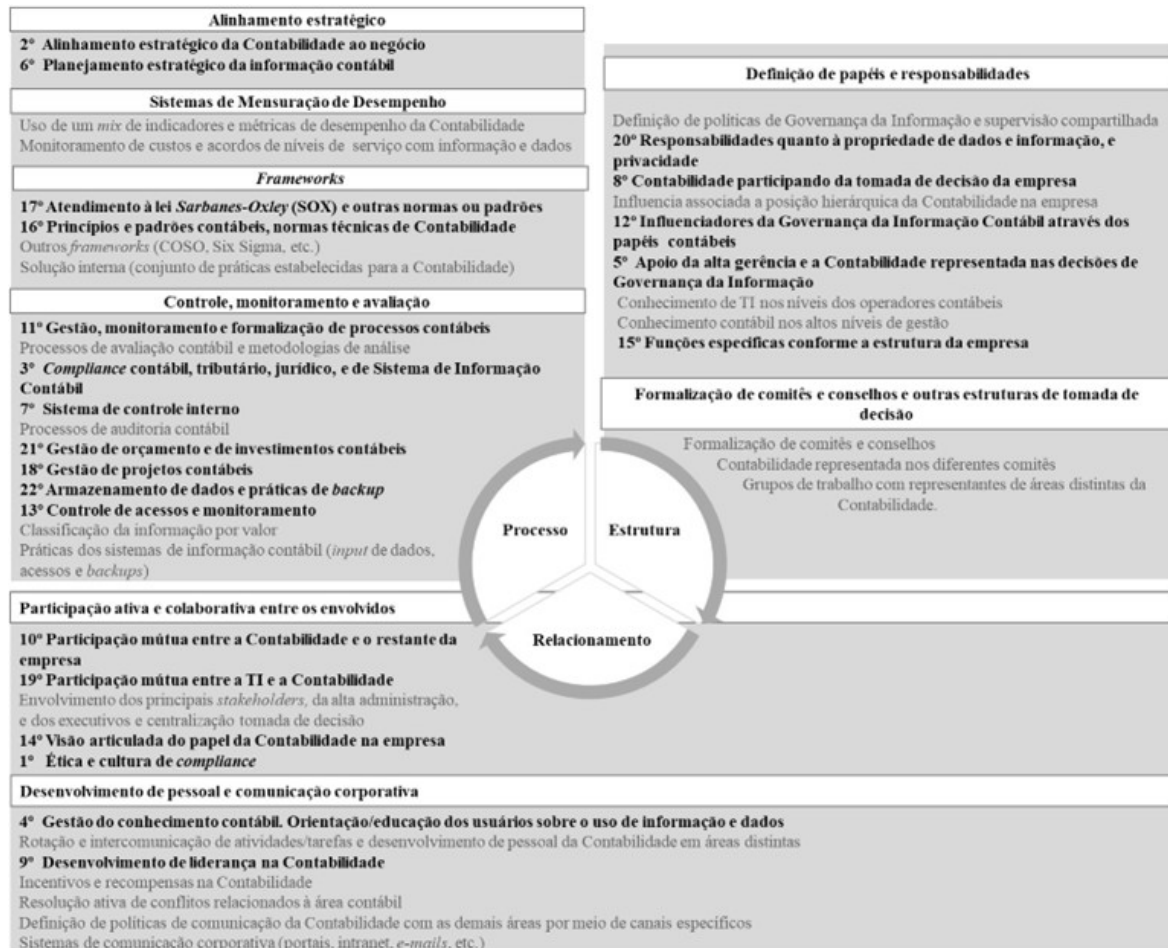 Alinhamento estratégico
2º Alinhamento estratégico da Contabilidade ao negócio
6º Planejamento estratégico da informação contábil
Sistemas de Mensuração de Desempenho
Uso de um mix de indicadores e métricas de desempenho da Contabilidade
Monitoramento de custos e acordos de níveis de serviço com informação e dados
Frameworks
17º Atendimento à lei Sarbanes-Oxley (SOX) e outras normas ou padrões
16º Princípios e padrões contábeis, normas técnicas de Contabilidade
Outros frameworks (COSO, Six Sigma, etc.)
Solução interna (conjunto de práticas estabelecidas para a Contabilidade)
Controle, monitoramento e avaliação
11º Gestão, monitoramento e formalização de processos contábeis
Processos de avaliação contábil e metodologias de análise
3º Compliance contábil, tributário, jurídico, e de Sistema de Informação
Contábil
7º Sistema de controle interno
Processos de auditoria contábil
21º Gestão de orçamento e de investimentos contábeis
18º Gestão de projetos contábeis
22º Armazenamento de dados e práticas de backup
13º Controle de acessos e monitoramento
Classificação da informação por valor
Práticas dos sistemas de informação contábil (input de dados,
acessos e backups)
Definição de papéis e responsabilidades
Definição de políticas de Governança da Informação e supervisão compartilhada
20º Responsabilidades quanto à propriedade de dados e informação, e
privacidade
8º Contabilidade participando da tomada de decisão da empresa
Influencia associada a posição hierárquica da Contabilidade na empresa
12º Influenciadores da Governança da Informação Contábil através dos
papéis contábeis
5º Apoio da alta gerência e a Contabilidade representada nas decisões de
Governança da Informação
Conhecimento de TI nos níveis dos operadores contábeis
Conhecimento contábil nos altos níveis de gestão
15º Funções especificas conforme a estrutura da empresa
Formalização de comitês e conselhos e outras estruturas de tomada de
decisão
Formalização de comitês e conselhos
Contabilidade representada nos diferentes comitês
Grupos de trabalho com representantes de áreas distintas da
Contabilidade.
Processo
Estrutura
Relacionamento
Participação ativa e colaborativa entre os envolvidos
10º Participação mútua entre a Contabilidade e o restante da
empresa
19º Participação mútua entre a TI e a Contabilidade
Envolvimento dos principais stakeholders, da alta administração,
e dos executivos e centralização tomada de decisão
14º Visão articulada do papel da Contabilidade na empresa
1º Ética e cultura de compliance
Desenvolvimento de pessoal e comunicação corporativa
4º Gestão do conhecimento contábil. Orientação/educação dos usuários sobre o uso de informação e dados
Rotação e intercomunicação de atividades/tarefas e desenvolvimento de pessoal da Contabilidade em áreas distintas
9º Desenvolvimento de liderança na Contabilidade
Incentivos e recompensas na Contabilidade
Resolução ativa de conflitos relacionados à área contábil
Definição de políticas de comunicação da Contabilidade com as demais áreas por meio de canais específicos
Sistemas de comunicação corporativa (portais, intranet, e-mails, etc.)